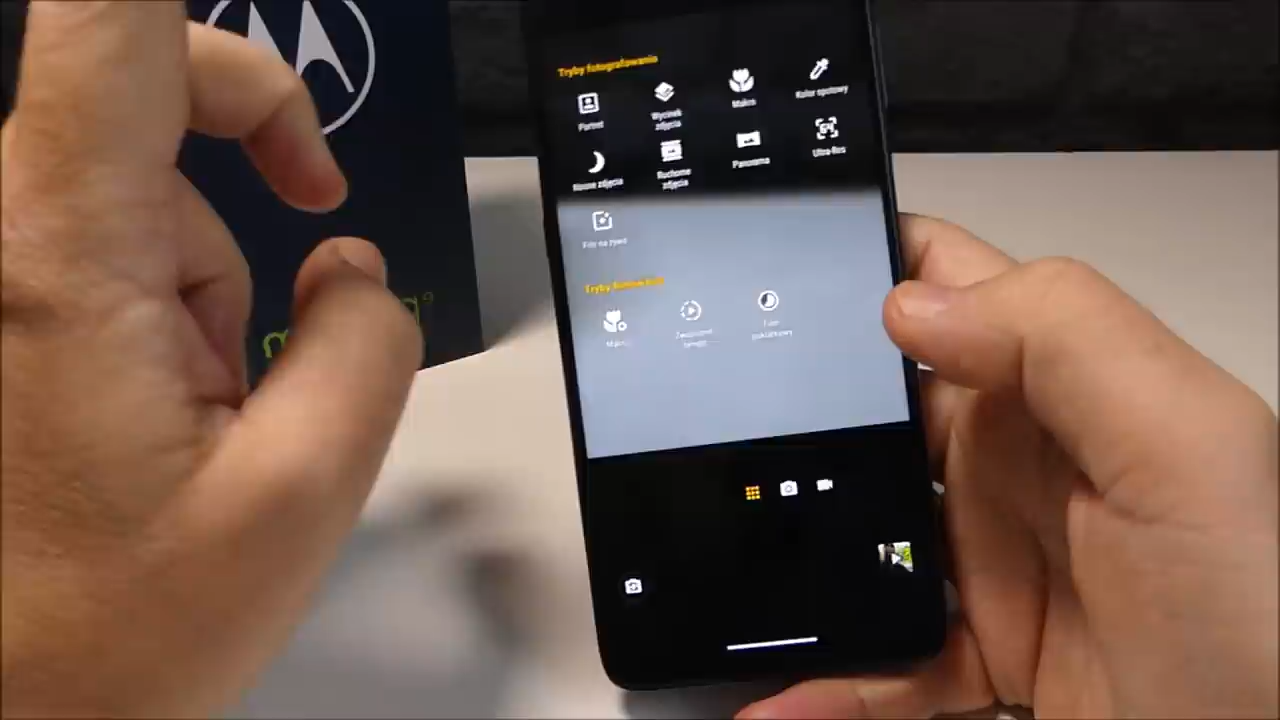 Tryby fotografowania
Portret
Wycinek
zdjęcia
Makro
Kolor spotowy
Nocne zdjęcia
Ruchome
zdjęcia
Panorama
Ultra-Res
Filtr na żywo
Tryby filmowania
Makro
Zwolnione
tempo
Film
poklatkowy